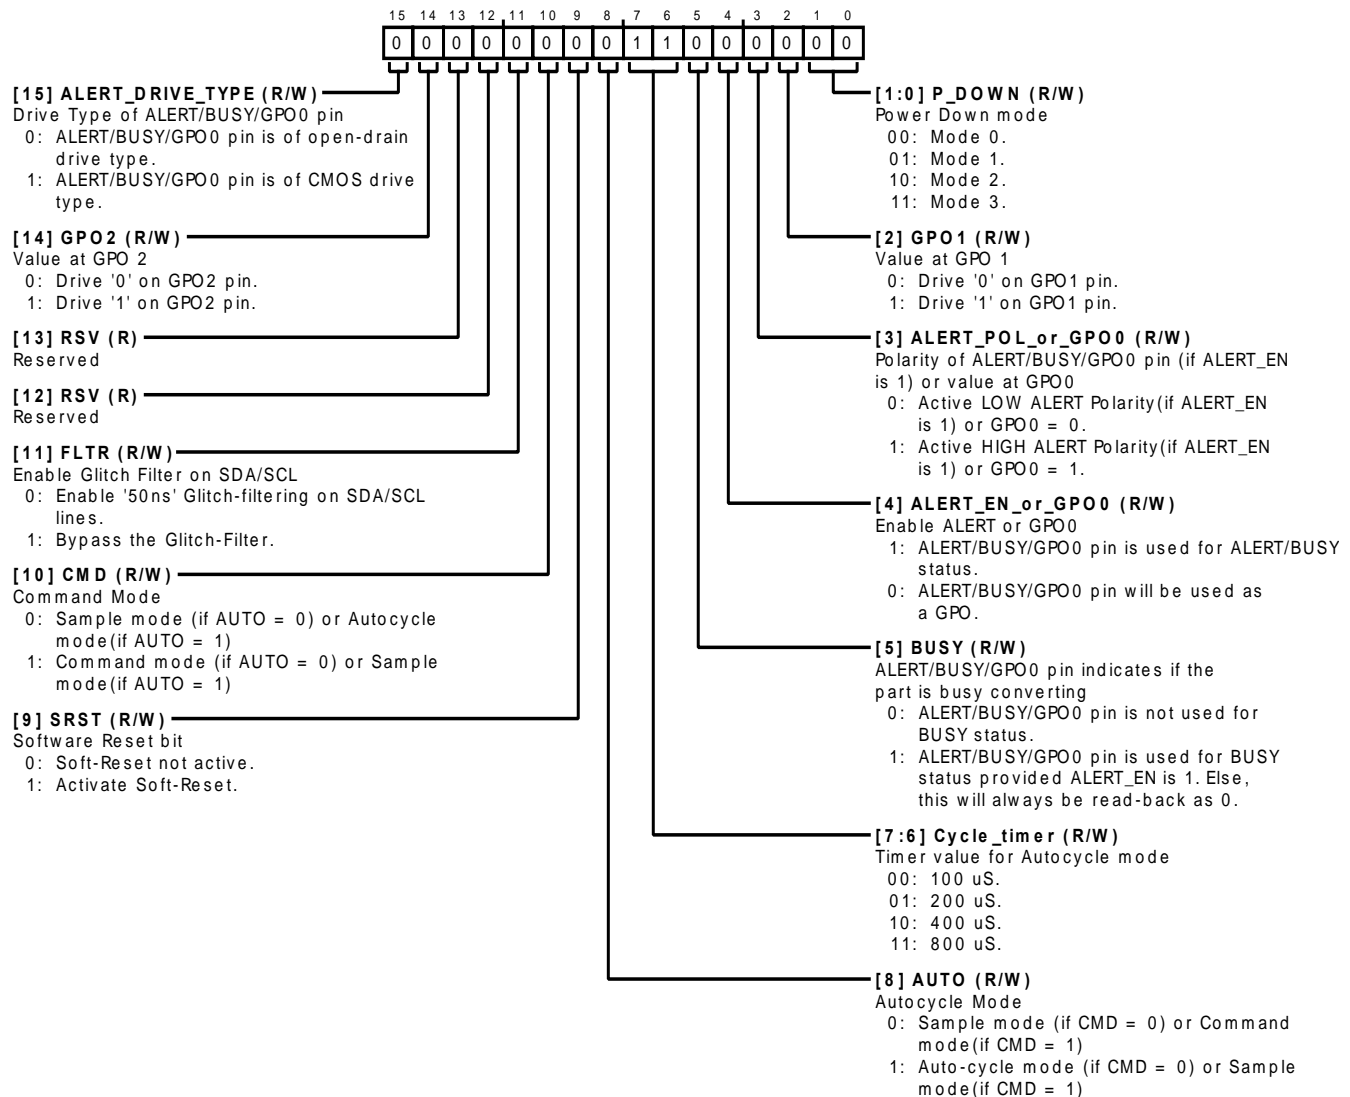 15 14 13 12 11 10 9 8 7 6 5 4 3 2 1 0
0 0 0 0 0 0 0 0 1 1 0 0 0 0 0 0
[15] ALERT_DRIVE_TYPE (R/W)
Drive Type of ALERT/BUSY/GPO0 pin
0: ALERT/BUSY/GPO0 pin is of open-drain
drive type.
1: ALERT/BUSY/GPO0 pin is of CMOS drive
type.
[14] GPO2 (R/W)
Value at GPO 2
0: Drive '0' on GPO2 pin.
1: Drive '1' on GPO2 pin.
[13] RSV (R)
Reserved
[12] RSV (R)
Reserved
[11] FLTR (R/W)
Enable Glitch Filter on SDA/SCL
0: Enable '50ns' Glitch-filtering on SDA/SCL
lines.
1: Bypass the Glitch-Filter.
[10] CMD (R/W)
Command Mode
0: Sample mode (if AUTO = 0) or Autocycle
mode(if AUTO = 1)
1: Command mode (if AUTO = 0) or Sample
mode(if AUTO = 1)
[9] SRST (R/W)
Software Reset bit
0: Soft-Reset not active.
1: Activate Soft-Reset.
[1:0] P_DOWN (R/W)
Power Down mode
00: Mode 0.
01: Mode 1.
10: Mode 2.
11: Mode 3.
[2] GPO1 (R/W)
Value at GPO 1
0: Drive '0' on GPO1 pin.
1: Drive '1' on GPO1 pin.
[3] ALERT_POL_or_GPO0 (R/W)
Polarity of ALERT/BUSY/GPO0 pin (if ALERT_EN
is 1) or value at GPO0
0: Active LOW ALERT Polarity(if ALERT_EN
is 1) or GPO0 = 0.
1: Active HIGH ALERT Polarity(if ALERT_EN
is 1) or GPO0 = 1.
[4] ALERT_EN_or_GPO0 (R/W)
Enable ALERT or GPO0
1: ALERT/BUSY/GPO0 pin is used for ALERT/BUSY
status.
0: ALERT/BUSY/GPO0 pin will be used as
a GPO.
[5] BUSY (R/W)
ALERT/BUSY/GPO0 pin indicates if the
part is busy converting
0: ALERT/BUSY/GPO0 pin is not used for
BUSY status.
1: ALERT/BUSY/GPO0 pin is used for BUSY
status provided ALERT_EN is 1. Else,
this will always be read-back as 0.
[7:6] Cycle_timer (R/W)
Timer value for Autocycle mode
00: 100 uS.
01: 200 uS.
10: 400 uS.
11: 800 uS.
[8] AUTO (R/W)
Autocycle Mode
0: Sample mode (if CMD = 0) or Command
mode(if CMD = 1)
1: Auto-cycle mode (if CMD = 0) or Sample
mode(if CMD = 1)